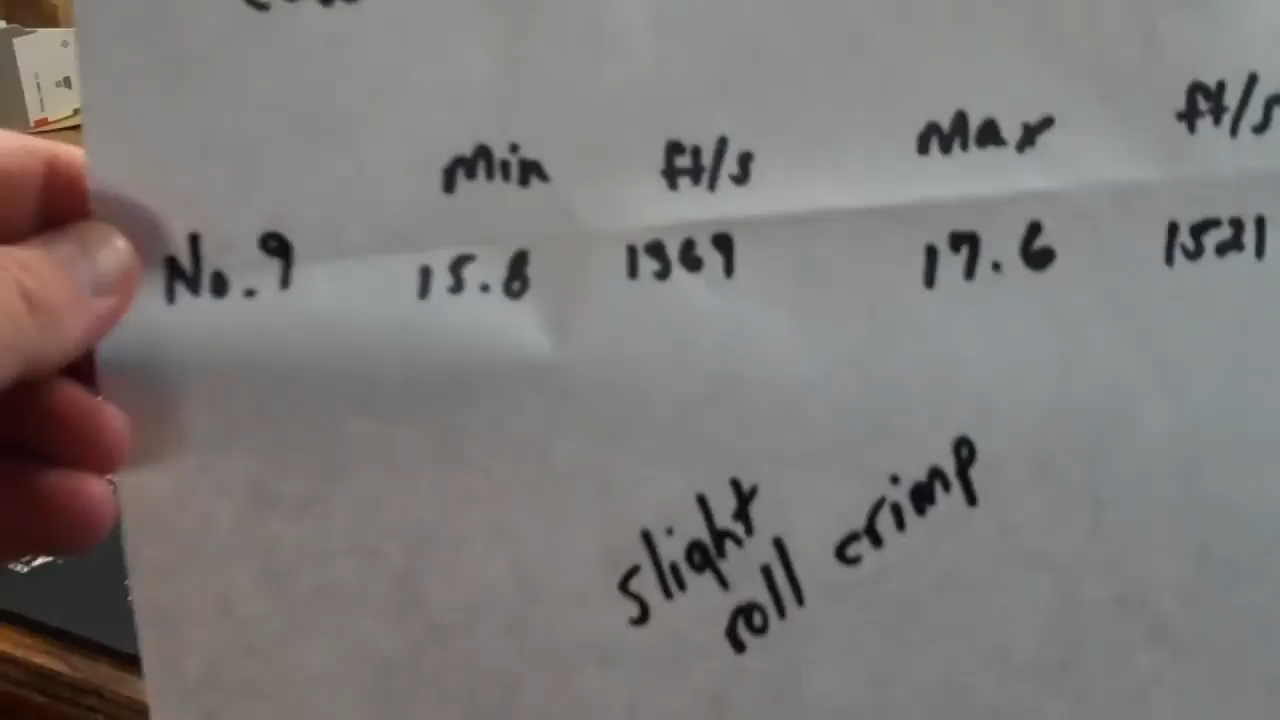 Min ft/s Max ft/s
No. 9 15.8 1369 17.6 1521
slight
roll crimp